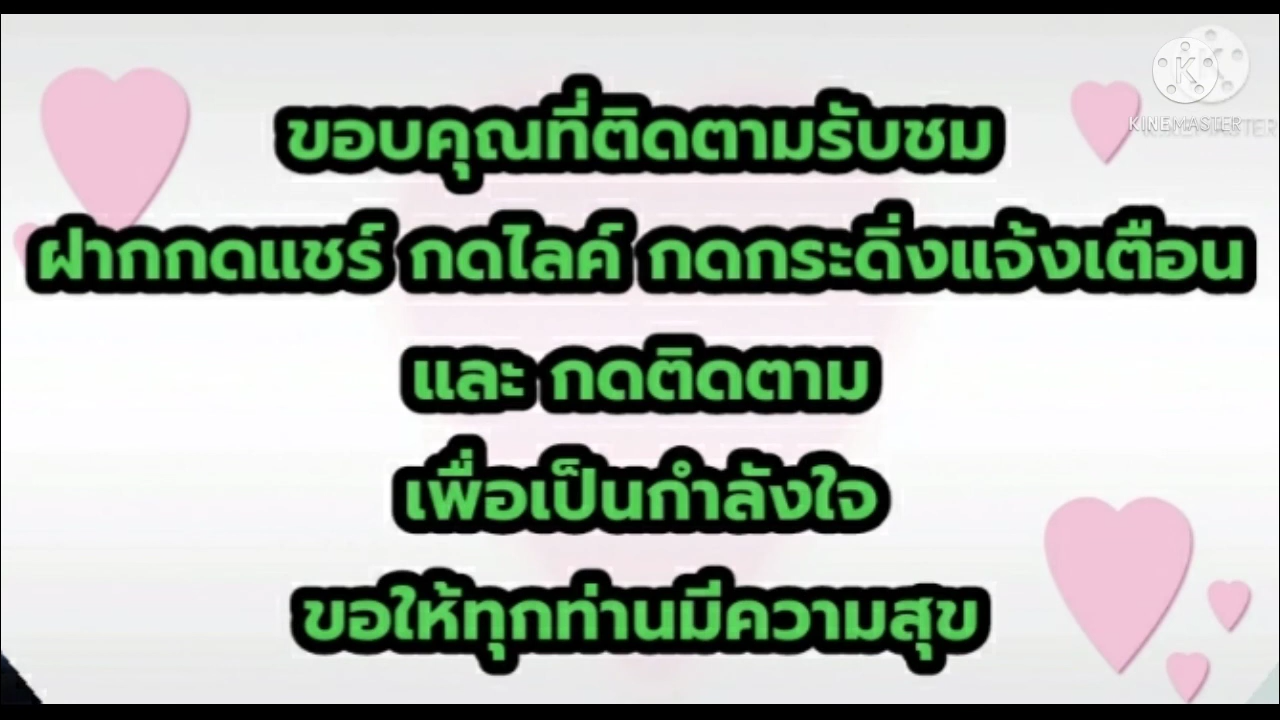 ขอบคุณที่ติดตามรับชม
ฝากกดแชร์ กดไลค์ กดกระดิ่งแจ้งเตือน
และ กดติดตาม
เพื่อเป็นกำลังใจ
ขอให้ทุกท่านมีความสุข
KINEMASTER
KINEMASTER